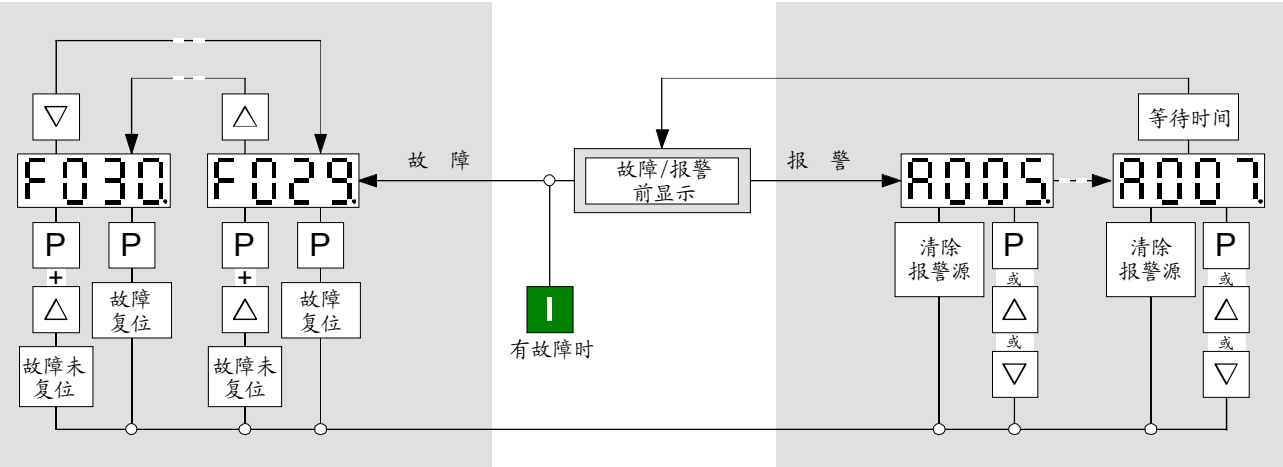 等待时间
F030.
F029.
故 障
故障/报警
前显示
报 警
A005.
A007.
P
P
P
P
清除
报警源
P
清除
报警源
P
+
+
或
或
故障
复位
故障
复位
I
有故障时
或
或
故障未
复位
故障未
复位